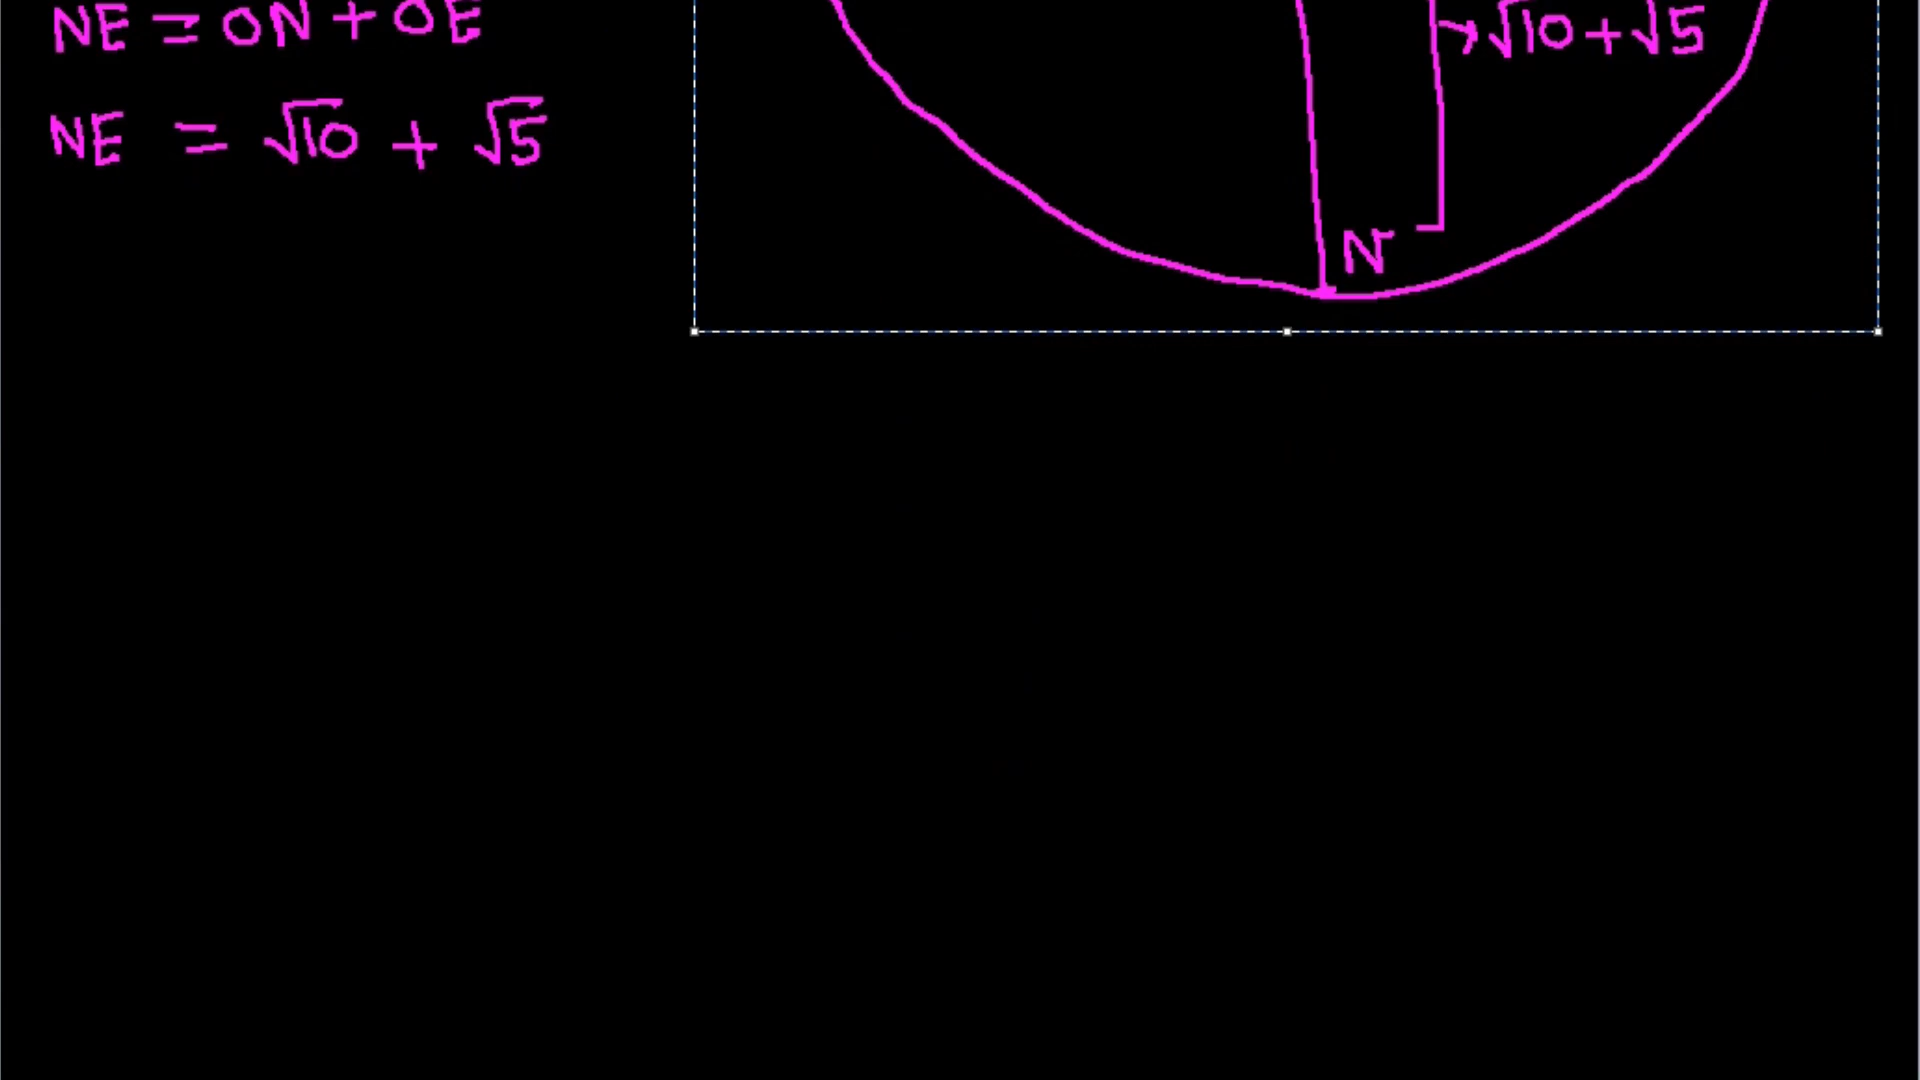 NE = ON + OE
NE = √10 + √5
→√10 + √5
N